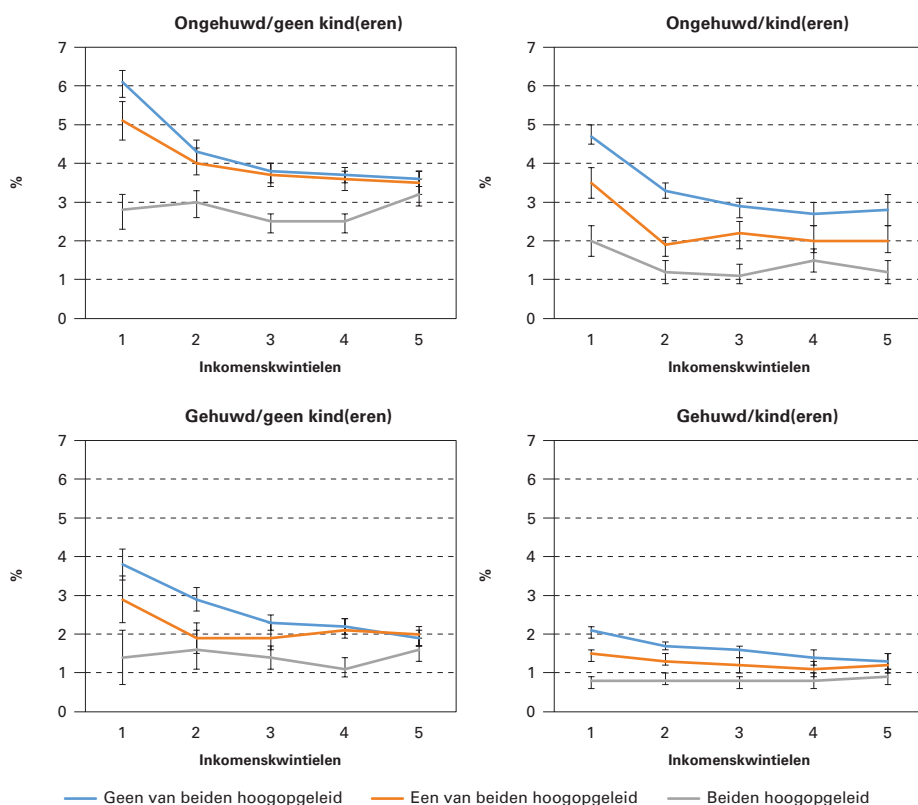 Ongehuwd/geen kind(eren)
7
6
5
4
3
2
1
0
%
1 2 3 4 5
Inkomenskwintielen
Ongehuwd/kind(eren)
7
6
5
4
3
2
1
0
%
1 2 3 4 5
Inkomenskwintielen
Gehuwd/geen kind(eren)
7
6
5
4
3
2
1
0
%
1 2 3 4 5
Inkomenskwintielen
Gehuwd/kind(eren)
7
6
5
4
3
2
1
0
%
1 2 3 4 5
Inkomenskwintielen
Geen van beiden hoogopgeleid Een van beiden hoogopgeleid Beiden hoogopgeleid